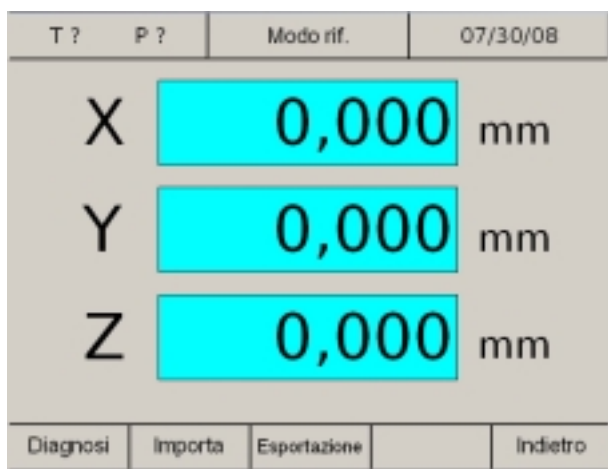 T ? P ? Modo rif. 07/30/08
X 0,000 mm
Y 0,000 mm
Z 0,000 mm
Diagnosi Importa Esportazione Indietro